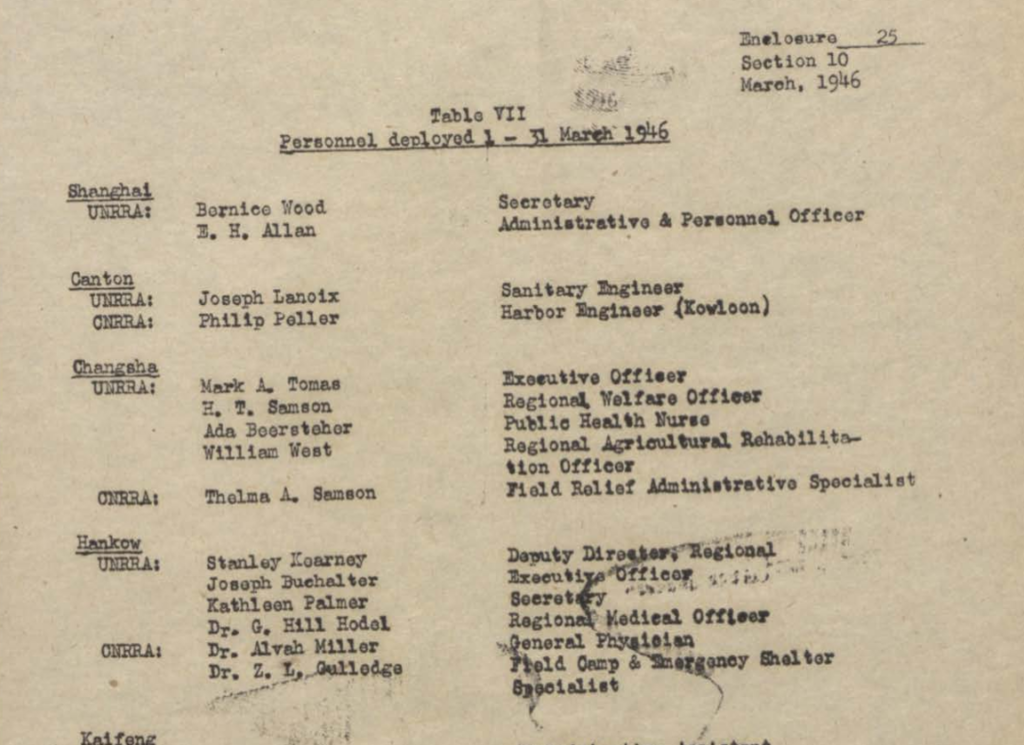 Enclosure 25
Section 10
March, 1946
1946
Table VII
Personnel deployed 1 - 31 March 1946
Shanghai
UNRRA: Bernice Wood Secretary
E. H. Allan Administrative & Personnel Officer
Canton
UNRRA: Joseph Lanoix Sanitary Engineer
CNRRA: Philip Peller Harbor Engineer (Kowloon)
Changsha
UNRRA: Mark A. Tomas Executive Officer
H. T. Samson Regional Welfare Officer
Ada Beersteher Public Health Nurse
William West Regional Agricultural Rehabilita-
tion Officer
CNRRA: Thelma A. Samson Field Relief Administrative Specialist
Hankow
UNRRA: Stanley Kearney Deputy Director, Regional
Joseph Buchalter Executive Officer
Kathleen Palmer Secretary
Dr. G. Hill Hodel Regional Medical Officer
CNRRA: Dr. Alvah Miller General Physician
Dr. Z. L. Gulledge Field Camp & Emergency Shelter
Specialist
Kaifeng